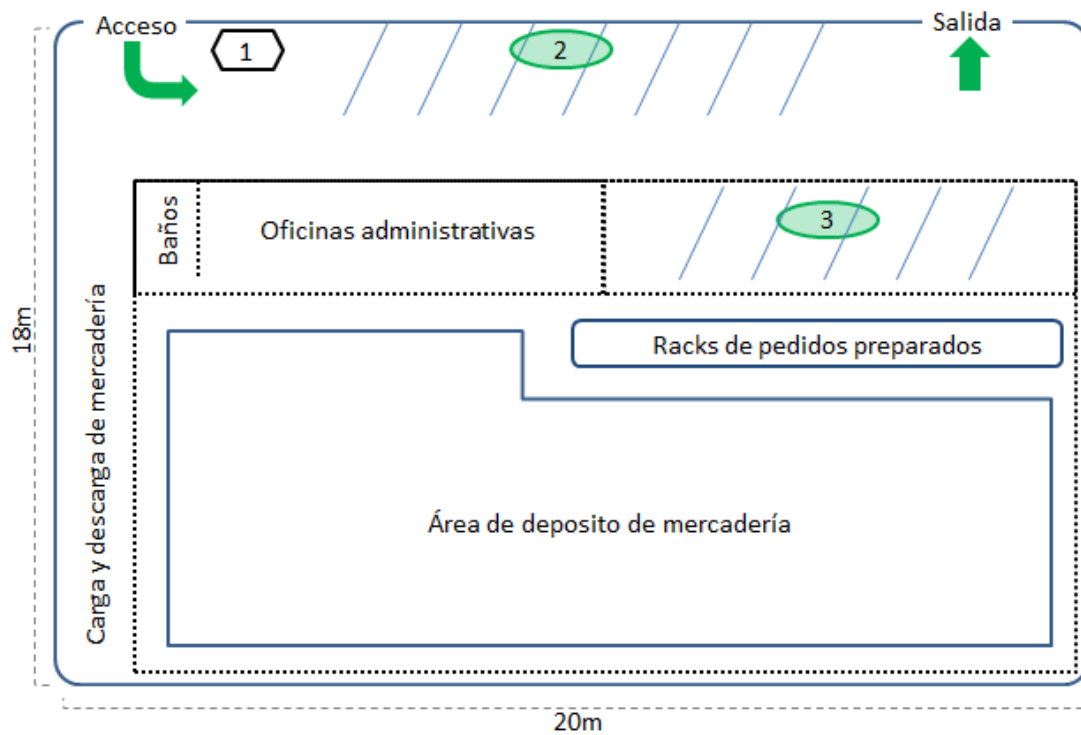 Acceso
Salida
1
2
Baños
Oficinas administrativas
3
18m
Carga y descarga de mercadería
Racks de pedidos preparados
Área de deposito de mercadería
20m